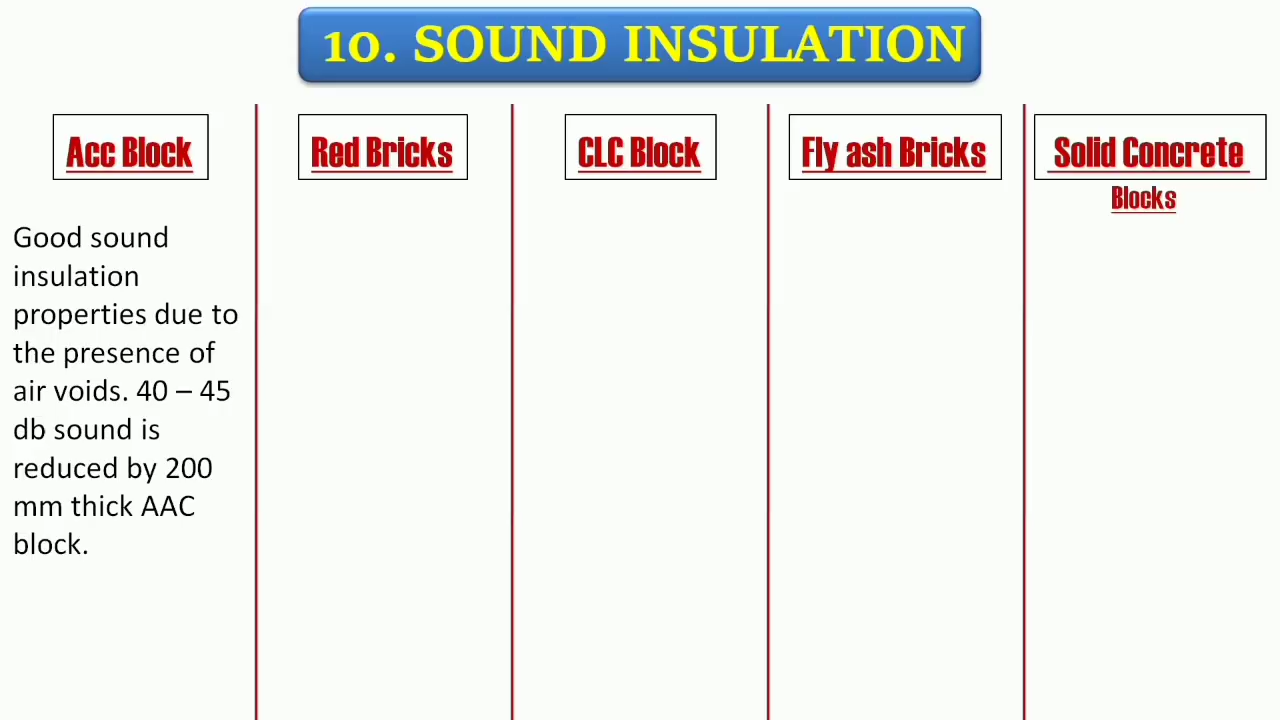 10. SOUND INSULATION
Acc Block
Red Bricks
CLC Block
Fly ash Bricks
Solid Concrete
Blocks
Good sound
insulation
properties due to
the presence of
air voids. 40 – 45
db sound is
reduced by 200
mm thick AAC
block.